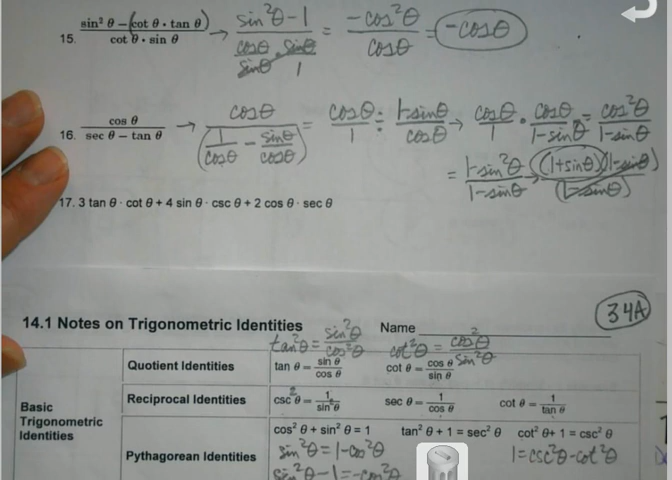 15. (sin² θ – (cot θ · tan θ)) / (cot θ · sin θ) → (sin²θ - 1) / ((cosθ/sinθ) · (sinθ/1)) = -cos²θ / cosθ = -cosθ
16. cos θ / (sec θ – tan θ) → cosθ / (1/cosθ - sinθ/cosθ) = cosθ/1 ÷ (1-sinθ)/cosθ → cosθ/1 · cosθ/(1-sinθ) = cos²θ/(1-sinθ)
= (1-sin²θ)/(1-sinθ) → ((1+sinθ)(1-sinθ))/(1-sinθ)
17. 3 tan θ · cot θ + 4 sin θ · csc θ + 2 cos θ · sec θ
34A
14.1 Notes on Trigonometric Identities Name
tan²θ = sin²θ/cos²θ cot²θ = cos²θ/sin²θ
Basic Trigonometric Identities
Quotient Identities tan θ = sin θ/cos θ cot θ = cos θ/sin θ
Reciprocal Identities csc²θ = 1/sin²θ sec θ = 1/cos θ cot θ = 1/tan θ
Pythagorean Identities cos² θ + sin² θ = 1 tan² θ + 1 = sec² θ cot² θ + 1 = csc² θ
sin²θ = 1-cos²θ 1=csc²θ-cot²θ
sin²θ-1=-cos²θ